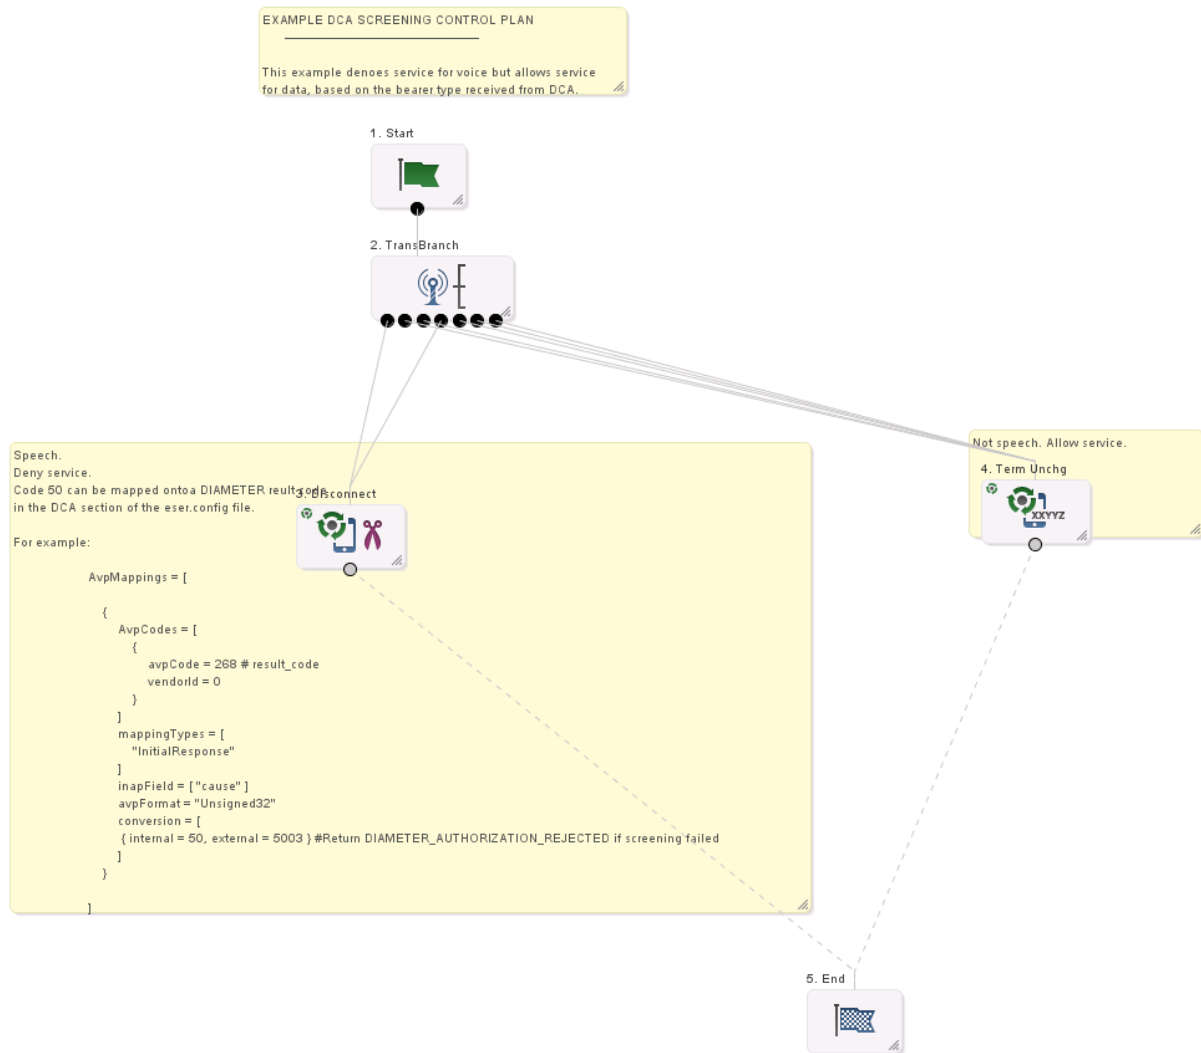 EXAMPLE DCA SCREENING CONTROL PLAN
This example denoes service for voice but allows service
for data, based on the bearer type received from DCA.
1. Start
2. TransBranch
Speech.
Deny service.
Code 50 can be mapped ontoa DIAMETER reult code
in the DCA section of the eser.config file.
For example:
AvpMappings = [
{
AvpCodes = [
{
avpCode = 268 # result_code
vendorId = 0
}
]
mappingTypes = [
"InitialResponse"
]
inapField = [ "cause" ]
avpFormat = "Unsigned32"
conversion = [
{ internal = 50, external = 5003 } #Return DIAMETER_AUTHORIZATION_REJECTED if screening failed
]
}
]
3. Disconnect
Not speech. Allow service.
4. Term Unchg
XXYYZ
5. End